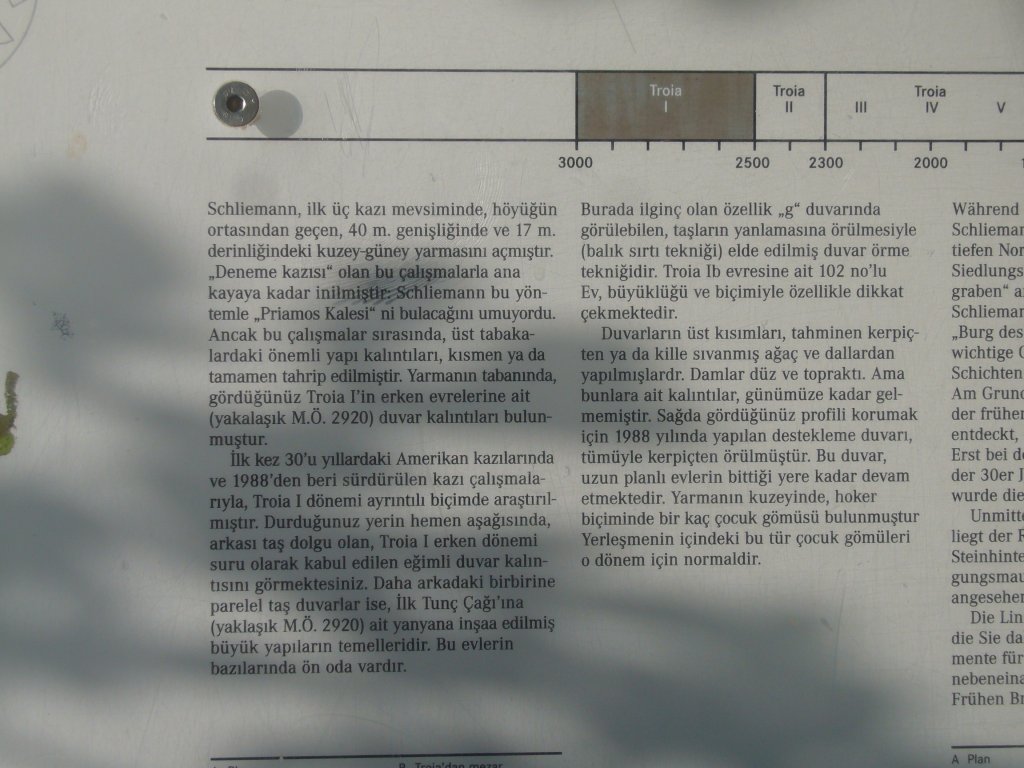 Troia Troia Troia
I II III IV V
3000 2500 2300 2000
Schliemann, ilk üç kazı mevsiminde, höyüğün
ortasından geçen, 40 m. genişliğinde ve 17 m.
derinliğindeki kuzey-güney yarmasını açmıştır.
„Deneme kazısı“ olan bu çalışmalarla ana
kayaya kadar inilmiştir: Schliemann bu yön-
temle „Priamos Kalesi“ ni bulacağını umuyordu.
Ancak bu çalışmalar sırasında, üst tabaka-
lardaki önemli yapı kalıntıları, kısmen ya da
tamamen tahrip edilmiştir. Yarmanın tabanında,
gördüğünüz Troia I’in erken evrelerine ait
(yakalaşık M.Ö. 2920) duvar kalıntıları bulun-
muştur.
İlk kez 30’u yıllardaki Amerikan kazılarında
ve 1988’den beri sürdürülen kazı çalışmala-
rıyla, Troia I dönemi ayrıntılı biçimde araştırıl-
mıştır. Durduğunuz yerin hemen aşağısında,
arkası taş dolgu olan, Troia I erken dönemi
suru olarak kabul edilen eğimli duvar kalın-
tısını görmektesiniz. Daha arkadaki birbirine
parelel taş duvarlar ise, İlk Tunç Çağı’ına
(yaklaşık M.Ö. 2920) ait yanyana inşaa edilmiş
büyük yapıların temelleridir. Bu evlerin
bazılarında ön oda vardır.
Burada ilginç olan özellik „g“ duvarında
görülebilen, taşların yanlamasına örülmesiyle
(balık sırtı tekniği) elde edilmiş duvar örme
tekniğidir. Troia Ib evresine ait 102 no’lu
Ev, büyüklüğü ve biçimiyle özellikle dikkat
çekmektedir.
Duvarların üst kısımları, tahminen kerpiç-
ten ya da kille sıvanmış ağaç ve dallardan
yapılmışlardr. Damlar düz ve topraktı. Ama
bunlara ait kalıntılar, günümüze kadar gel-
memiştir. Sağda gördüğünüz profili korumak
için 1988 yılında yapılan destekleme duvarı,
tümüyle kerpiçten örülmüştür. Bu duvar,
uzun planlı evlerin bittiği yere kadar devam
etmektedir. Yarmanın kuzeyinde, hoker
biçiminde bir kaç çocuk gömüsü bulunmuştur
Yerleşmenin içindeki bu tür çocuk gömüleri
o dönem için normaldir.
Während
Schlieman
tiefen Nor
Siedlungs
graben“ a
Schlieman
„Burg des
wichtige
Schichten
Am Grun
der früher
entdeckt,
Erst bei d
der 30er J
wurde die
Unmitte
liegt der
Steinhinte
gungsmau
angesehen
Die Lin
die Sie da
mente für
nebeneina
Frühen Br
B Troia’dan mezar
A Plan